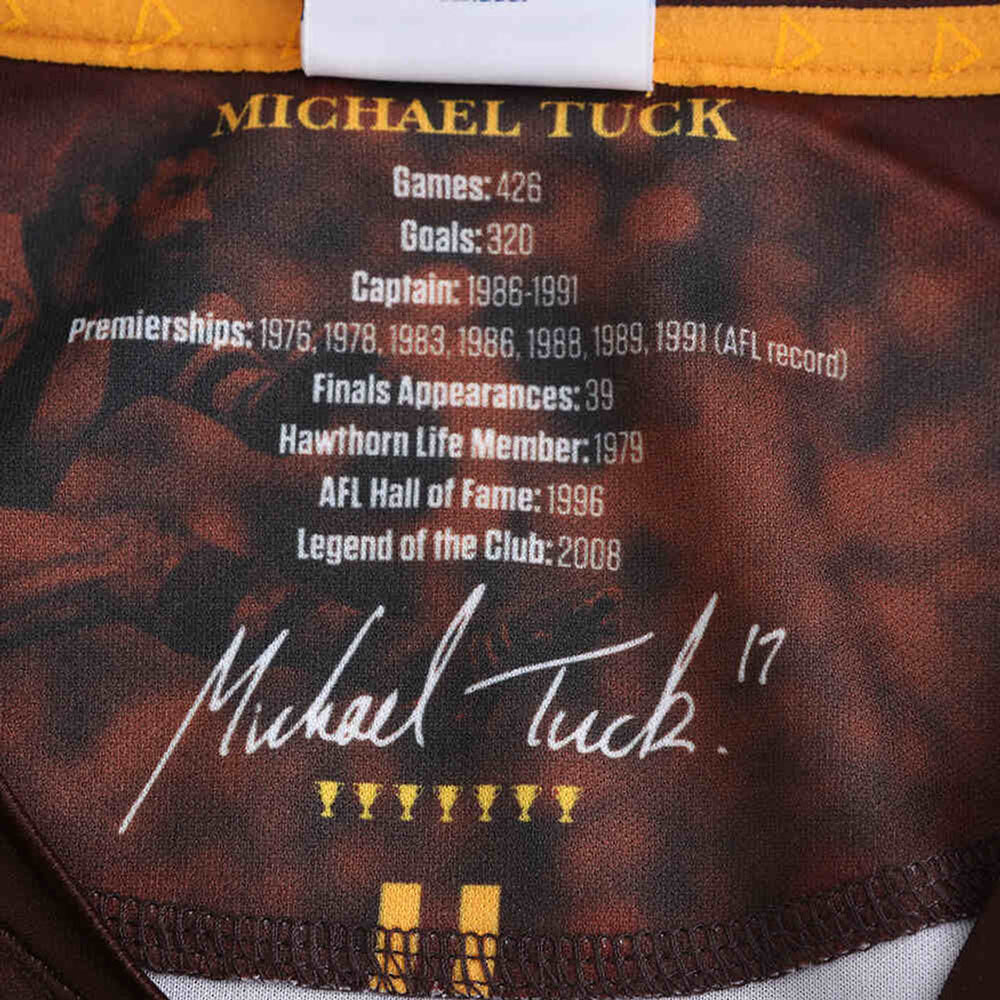 MICHAEL TUCK
Games: 426
Goals: 320
Captain: 1986-1991
Premierships: 1976, 1978, 1983, 1986, 1988, 1989, 1991 (AFL record)
Finals Appearances: 39
Hawthorn Life Member: 1979
AFL Hall of Fame: 1996
Legend of the Club: 2008
Michael Tuck. 17